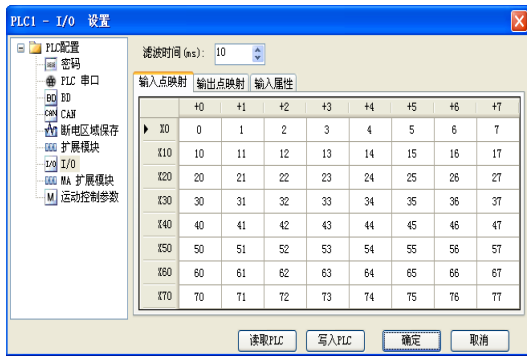 PLC1 - I/O 设置
PLC配置
密码
PLC 串口
BD
CAN
断电区域保存
扩展模块
I/O
MA 扩展模块
运动控制参数
滤波时间(ms): 10
输入点映射 输出点映射 输入属性
+0 +1 +2 +3 +4 +5 +6 +7
X0 0 1 2 3 4 5 6 7
X10 10 11 12 13 14 15 16 17
X20 20 21 22 23 24 25 26 27
X30 30 31 32 33 34 35 36 37
X40 40 41 42 43 44 45 46 47
X50 50 51 52 53 54 55 56 57
X60 60 61 62 63 64 65 66 67
X70 70 71 72 73 74 75 76 77
读取PLC 写入PLC 确定 取消